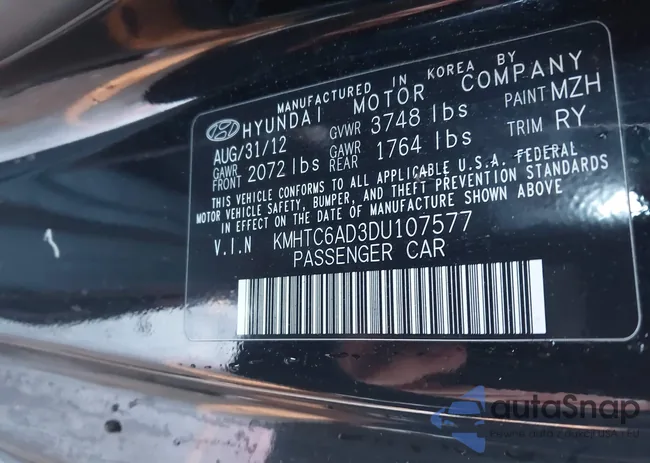 MANUFACTURED IN KOREA BY
HYUNDAI MOTOR COMPANY
AUG/31/12 GVWR 3748 lbs PAINT MZH
GAWR FRONT 2072 lbs GAWR REAR 1764 lbs TRIM RY
THIS VEHICLE CONFORMS TO ALL APPLICABLE U.S.A. FEDERAL
MOTOR VEHICLE SAFETY, BUMPER, AND THEFT PREVENTION STANDARDS
IN EFFECT ON THE DATE OF MANUFACTURE SHOWN ABOVE
V.I.N KMHTC6AD3DU107577
PASSENGER CAR
autoSnap